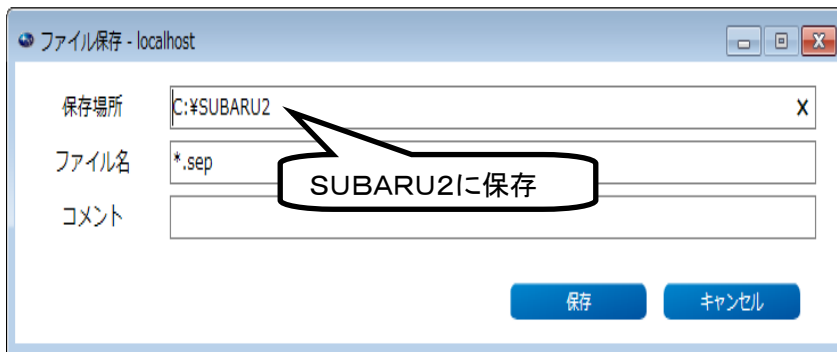 ファイル保存 - localhost
保存場所 C:¥SUBARU2 x
ファイル名 *.sep
SUBARU2に保存
コメント
保存 キャンセル